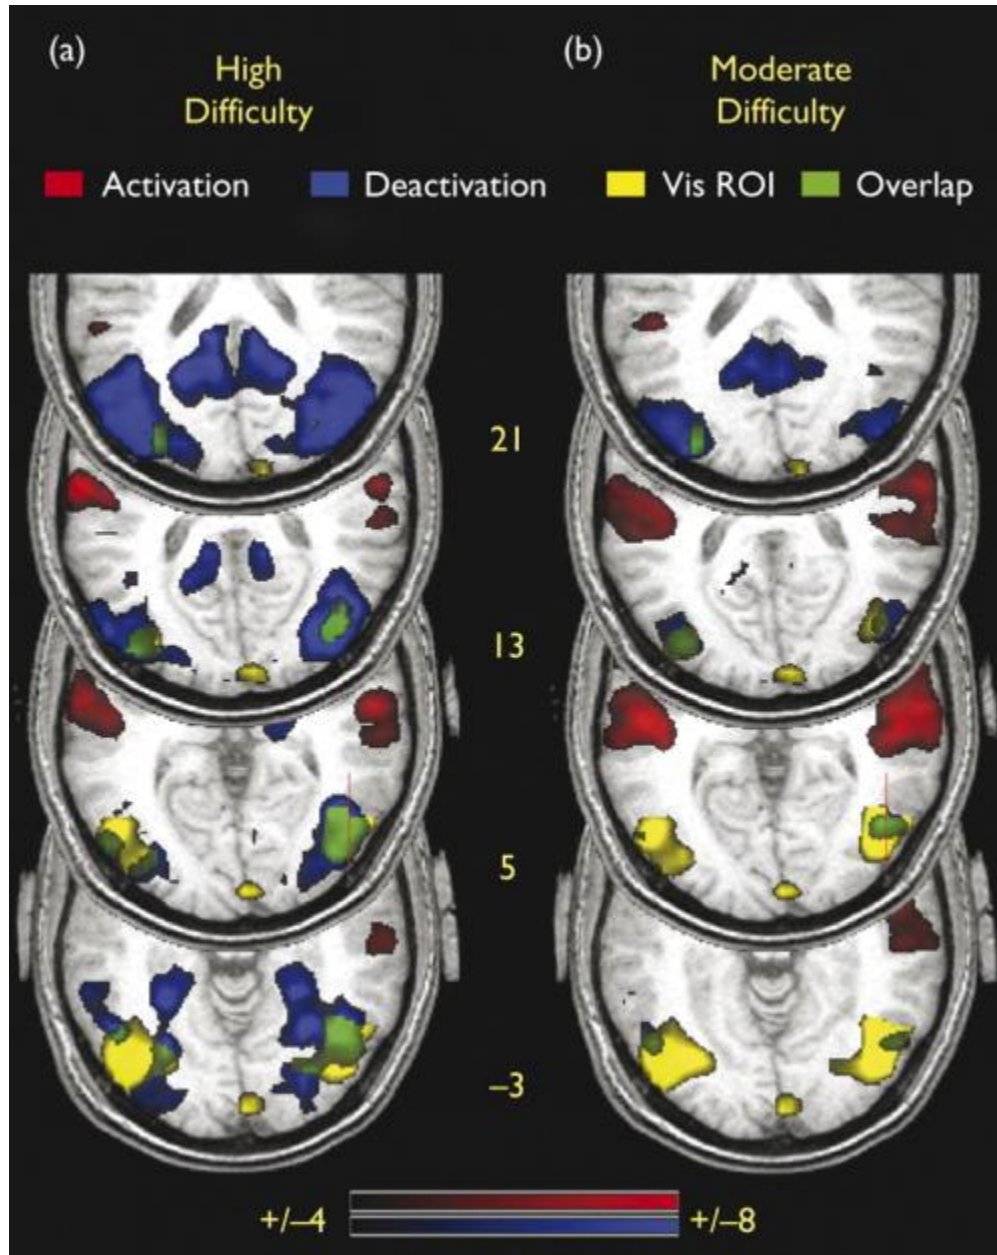 (a)
High
Difficulty
(b)
Moderate
Difficulty
Activation
Deactivation
Vis ROI
Overlap
21
13
5
–3
+/–4
+/–8